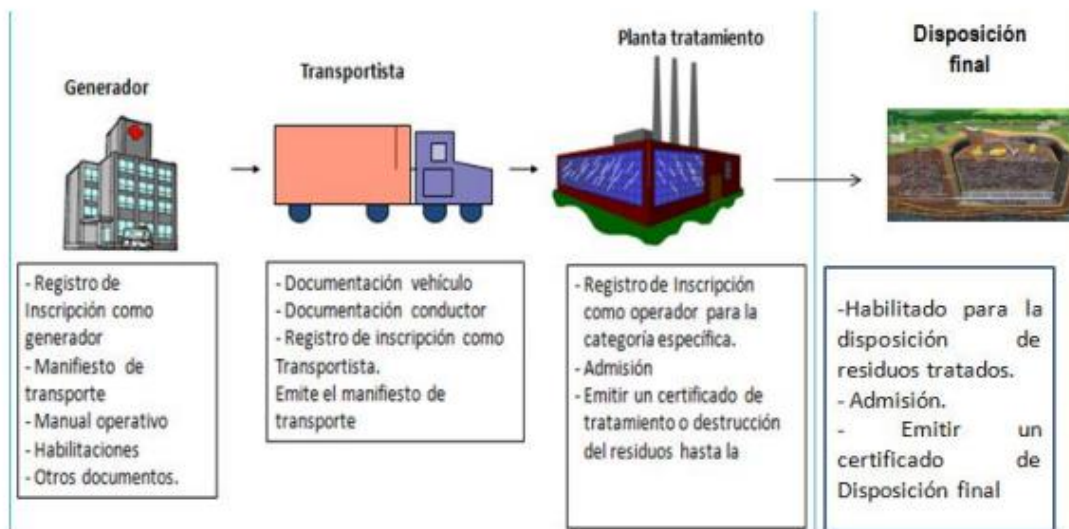 Generador
Transportista
Planta tratamiento
Disposición
final
- Registro de
Inscripción como
generador
- Manifiesto de
transporte
- Manual operativo
- Habilitaciones
- Otros documentos.
- Documentación vehículo
- Documentación conductor
- Registro de inscripción como
Transportista.
Emite el manifiesto de
transporte
- Registro de Inscripción
como operador para la
categoría específica.
- Admisión
- Emitir un certificado de
tratamiento o destrucción
del residuos hasta la
-Habilitado para la
disposición de
residuos tratados.
- Admisión.
- Emitir un
certificado de
Disposición final